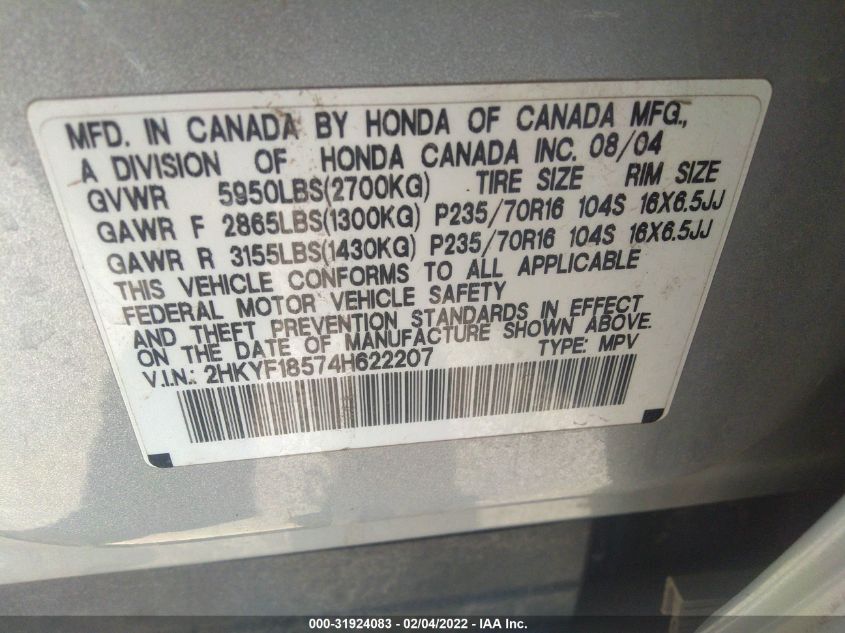 MFD. IN CANADA BY HONDA OF CANADA MFG.,
A DIVISION OF HONDA CANADA INC. 08/04
GVWR 5950LBS(2700KG) TIRE SIZE RIM SIZE
GAWR F 2865LBS(1300KG) P235/70R16 104S 16X6.5JJ
GAWR R 3155LBS(1430KG) P235/70R16 104S 16X6.5JJ
THIS VEHICLE CONFORMS TO ALL APPLICABLE
FEDERAL MOTOR VEHICLE SAFETY
AND THEFT PREVENTION STANDARDS IN EFFECT
ON THE DATE OF MANUFACTURE SHOWN ABOVE.
V.I.N.: 2HKYF18574H622207 TYPE: MPV
000-31924083 - 02/04/2022 - IAA Inc.